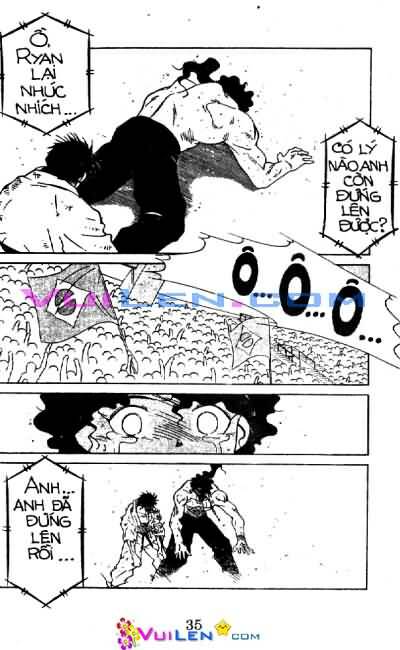 Ồ,
RYAN
LẠI
NHÚC
NHÍCH...
CÓ LÝ
NÀO, ANH
CÒN
ĐỨNG
LÊN
ĐƯỢC?
Ồ... Ồ... Ồ...
VUILEN.COM
ANH...
ANH ĐÃ
ĐỨNG
LÊN
RỒI...
35
VUILEN.COM